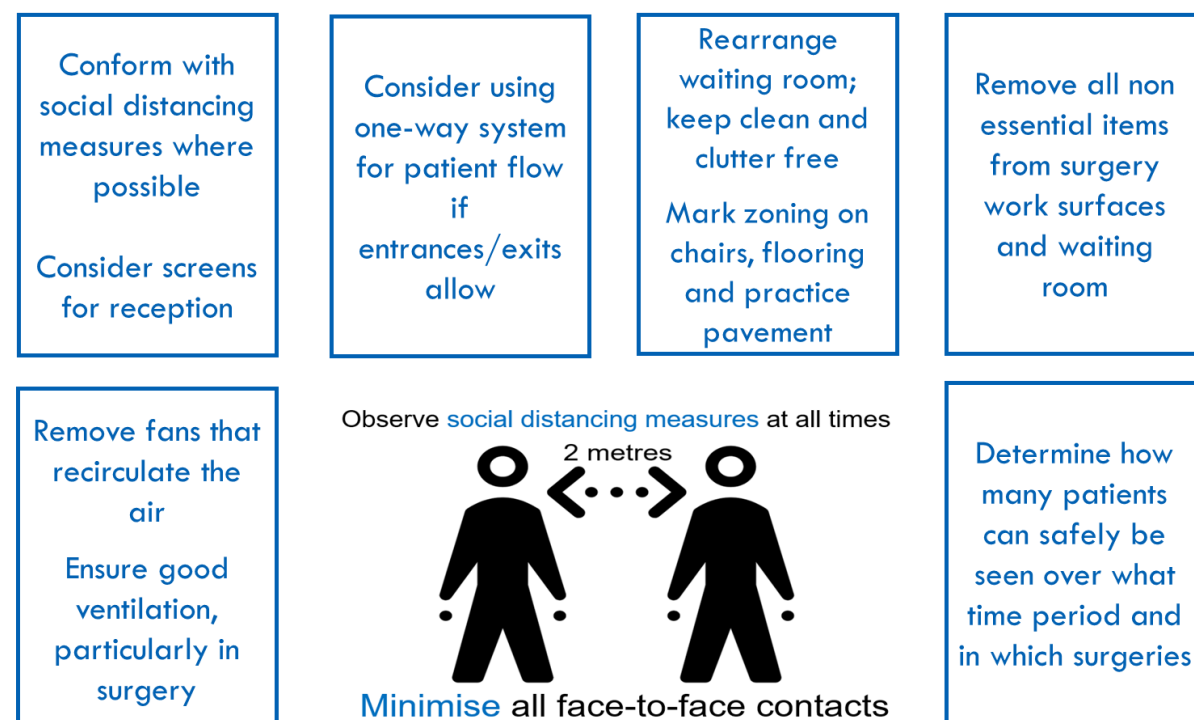 Conform with
social distancing
measures where
possible
Consider screens
for reception
Consider using
one-way system
for patient flow
if
entrances/exits
allow
Rearrange
waiting room;
keep clean and
clutter free
Mark zoning on
chairs, flooring
and practice
pavement
Remove all non
essential items
from surgery
work surfaces
and waiting
room
Remove fans that
recirculate the
air
Ensure good
ventilation,
particularly in
surgery
Observe social distancing measures at all times
2 metres
Minimise all face-to-face contacts
Determine how
many patients
can safely be
seen over what
time period and
in which surgeries